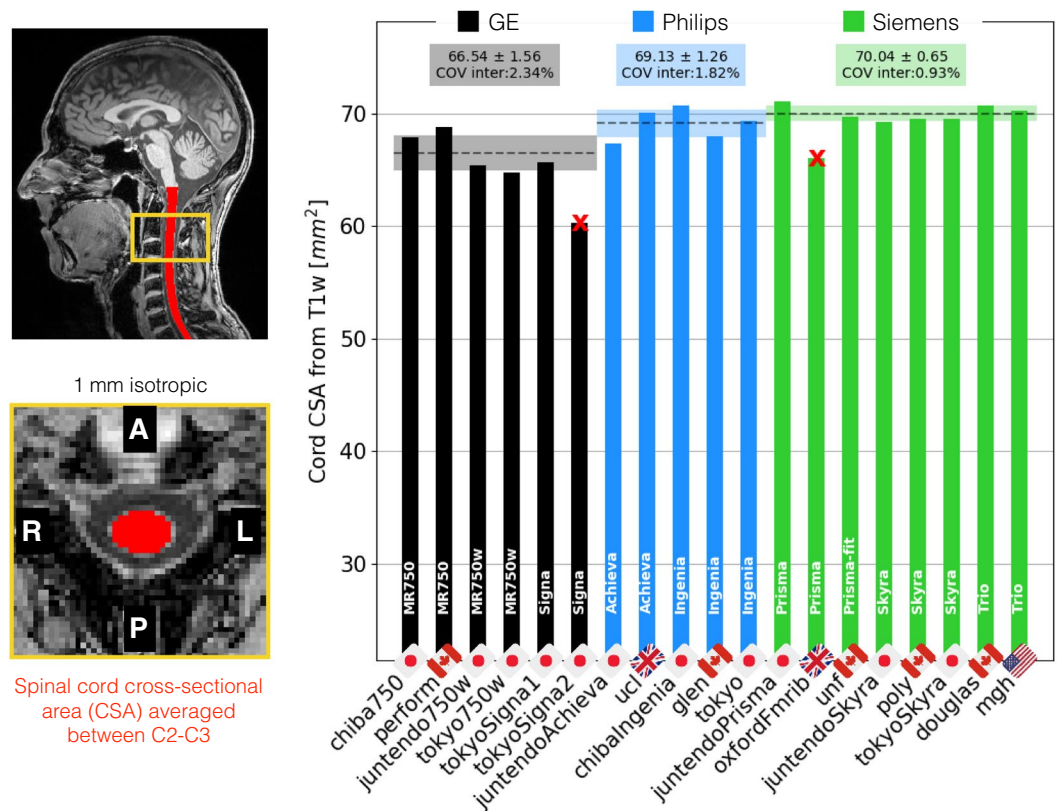 GE
Philips
Siemens
66.54 ± 1.56
COV inter:2.34%
69.13 ± 1.26
COV inter:1.82%
70.04 ± 0.65
COV inter:0.93%
Cord CSA from T1w [mm²]
70
60
50
40
30
X
X
MR750
MR750
MR750w
MR750w
Signa
Signa
Achieva
Achieva
Ingenia
Ingenia
Ingenia
Prisma
Prisma
Prisma-fit
Skyra
Skyra
Skyra
Trio
Trio
chiba750
perform
juntendo750w
tokyo750w
tokyoSigna1
tokyoSigna2
juntendoAchieva
ucl
chibaIngenia
glen
tokyo
juntendoPrisma
oxfordFmrib
unf
juntendoSkyra
poly
tokyoSkyra
douglas
mgh
1 mm isotropic
A
R
L
P
Spinal cord cross-sectional
area (CSA) averaged
between C2-C3